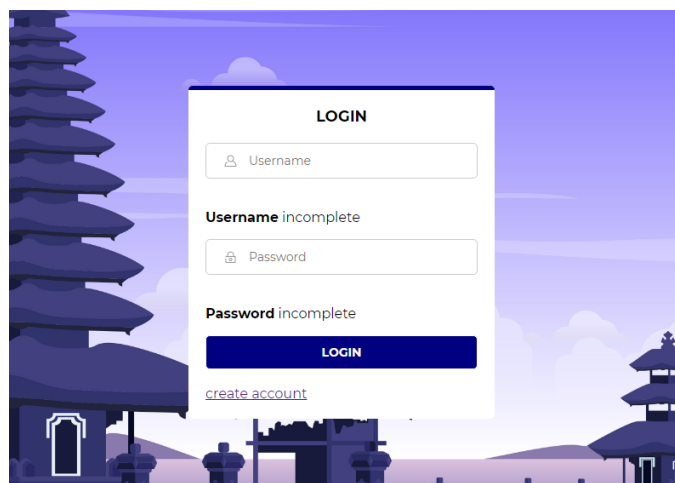 LOGIN
Username
Username incomplete
Password
Password incomplete
LOGIN
create account